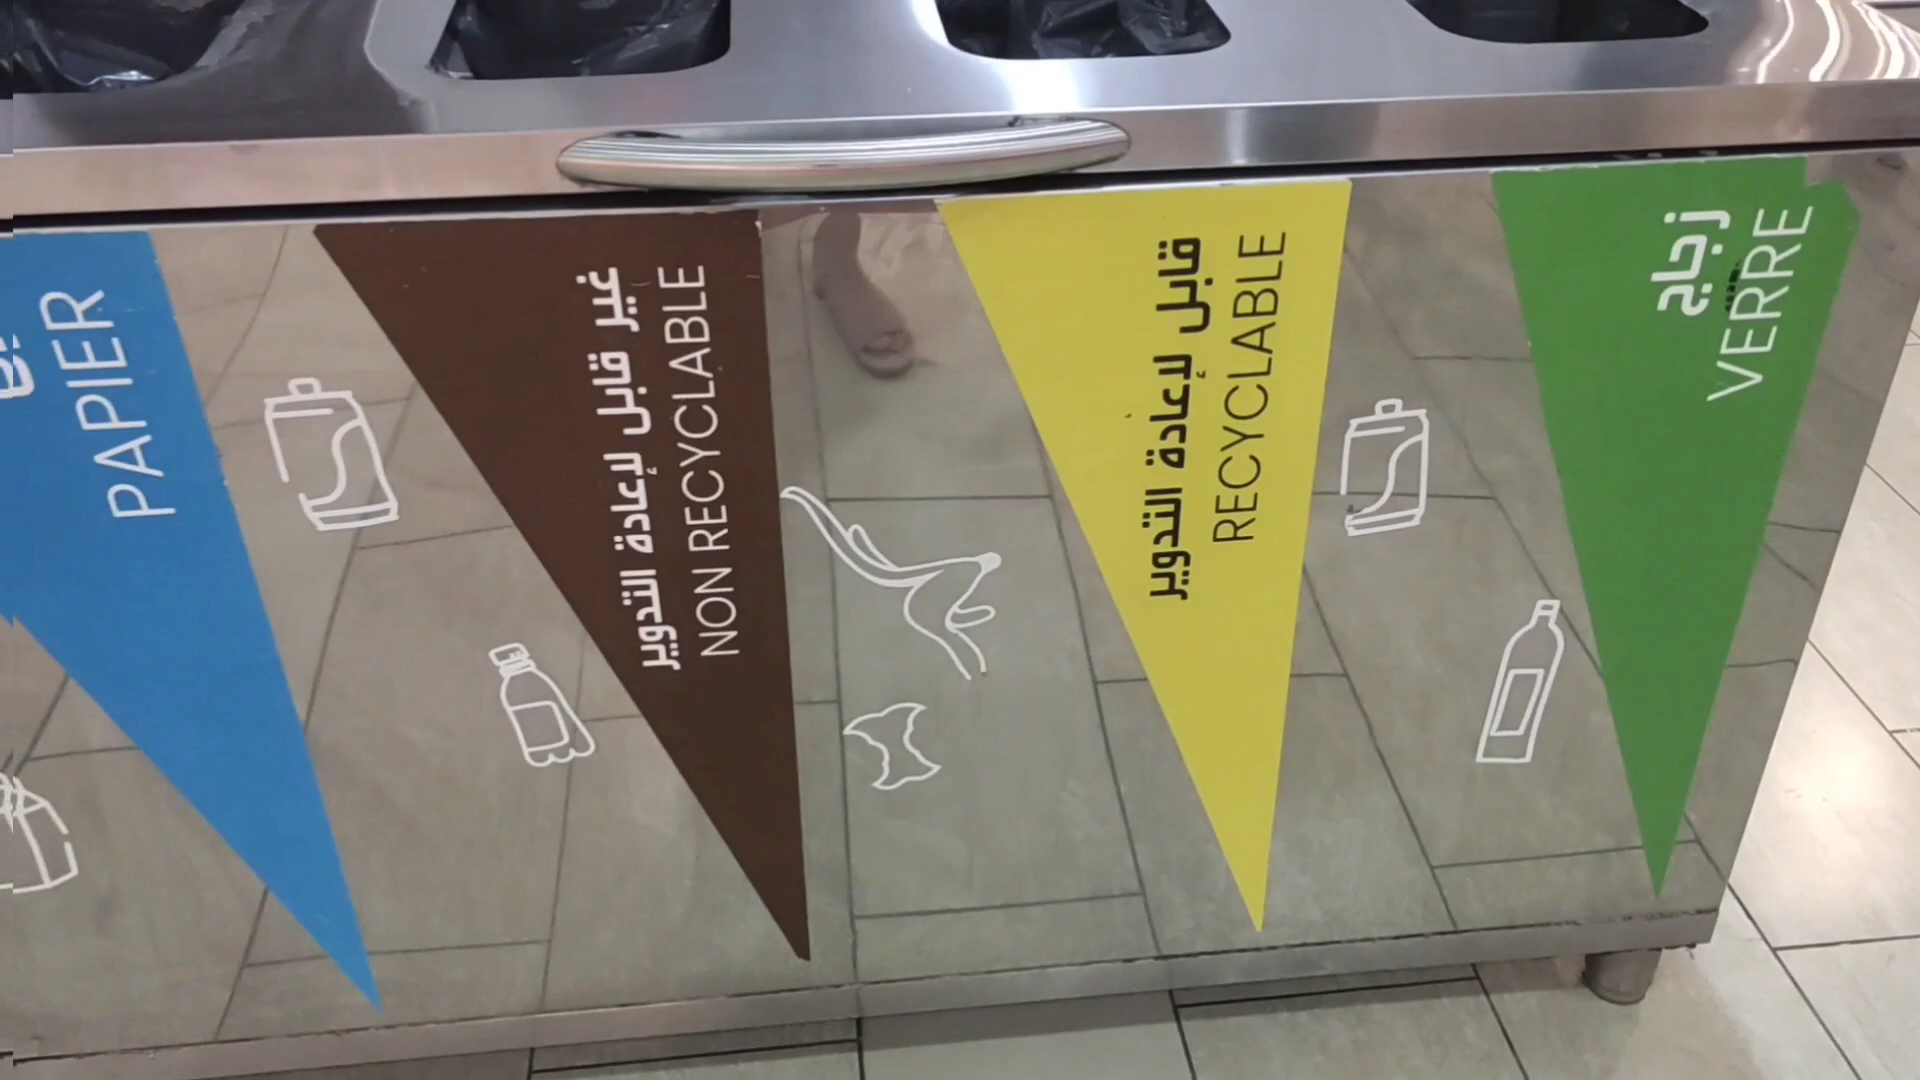 PAPIER
غير قابل لإعادة التدوير
NON RECYCLABLE
قابل لإعادة التدوير
RECYCLABLE
زجاج
VERRE